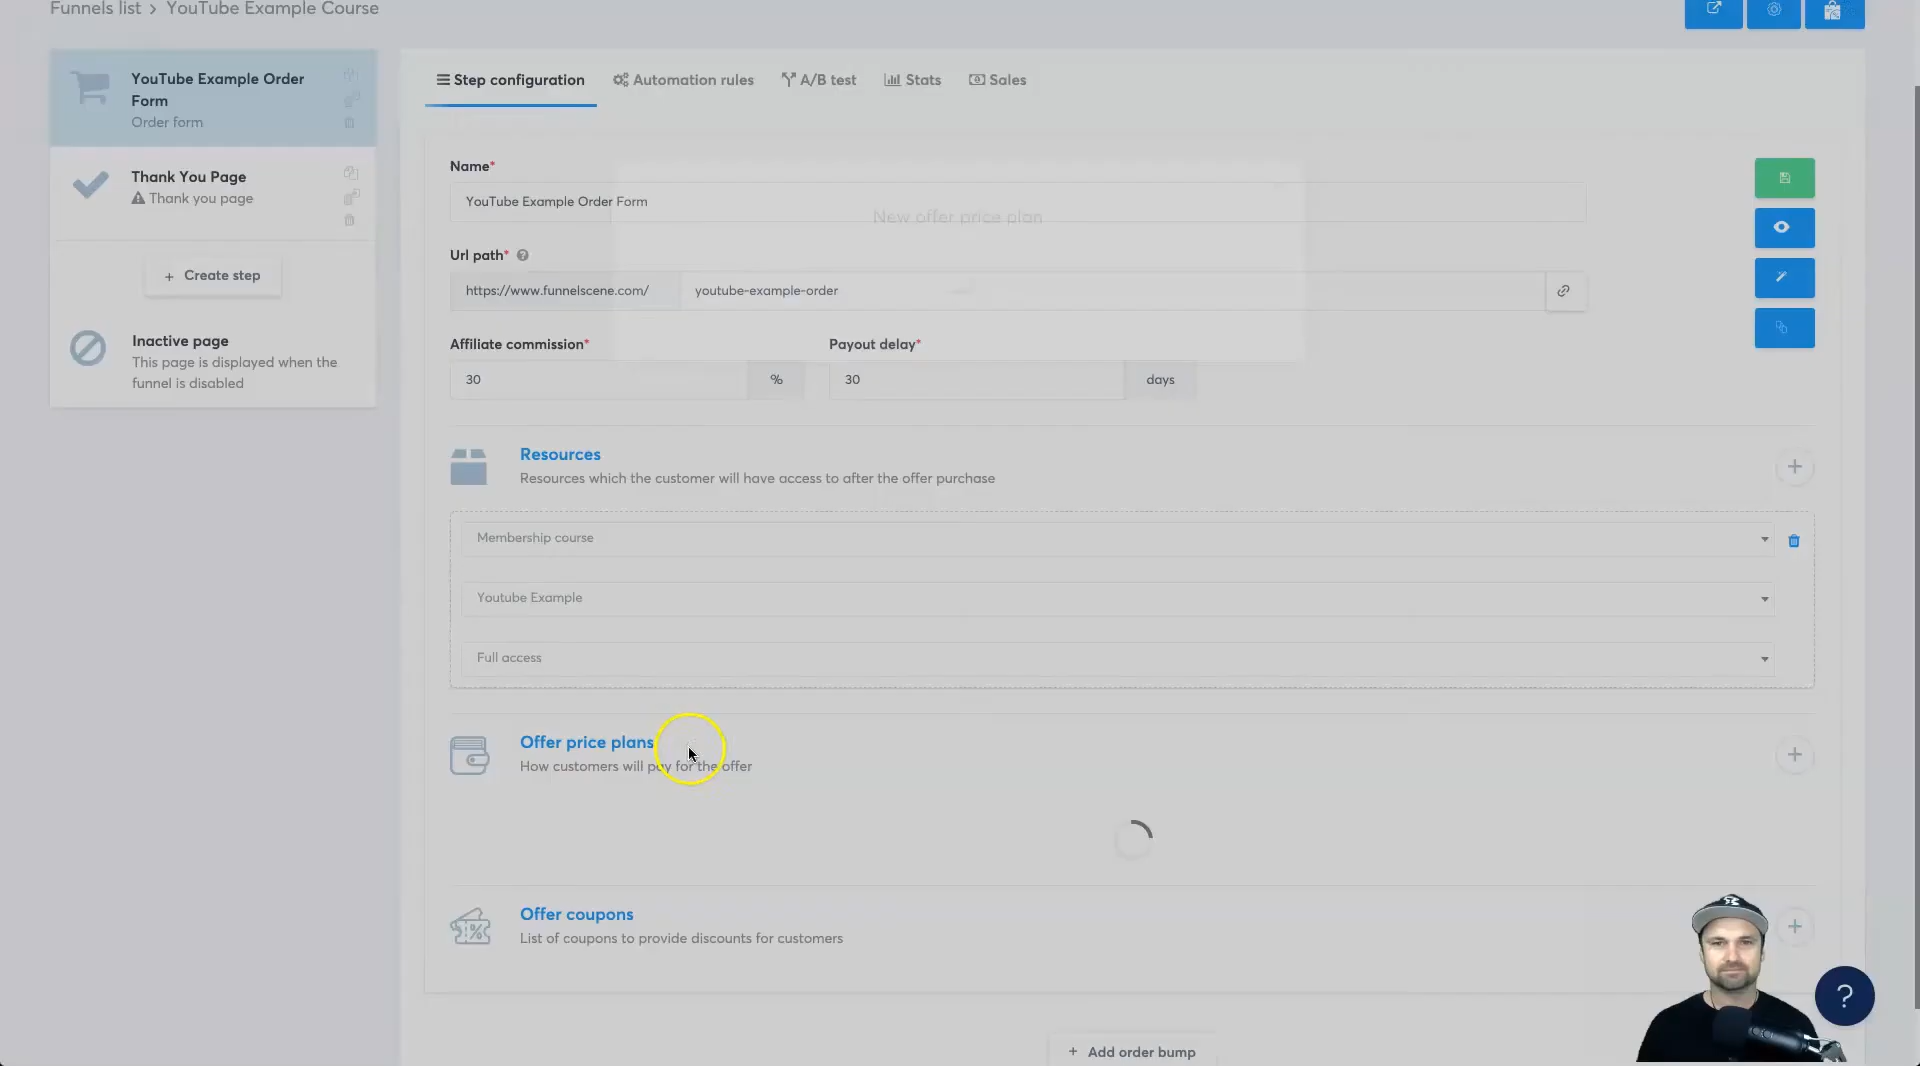 Funnels list > YouTube Example Course
YouTube Example Order
Form
Order form
Thank You Page
Thank you page
+ Create step
Inactive page
This page is displayed when the
funnel is disabled
Step configuration
Automation rules
A/B test
Stats
Sales
Name*
YouTube Example Order Form
New offer price plan
Url path* ?
https://www.funnelscene.com/
youtube-example-order
Affiliate commission*
Payout delay*
30
%
30
days
Resources
Resources which the customer will have access to after the offer purchase
Membership course
Youtube Example
Full access
Offer price plans
How customers will pay for the offer
Offer coupons
List of coupons to provide discounts for customers
+ Add order bump
?